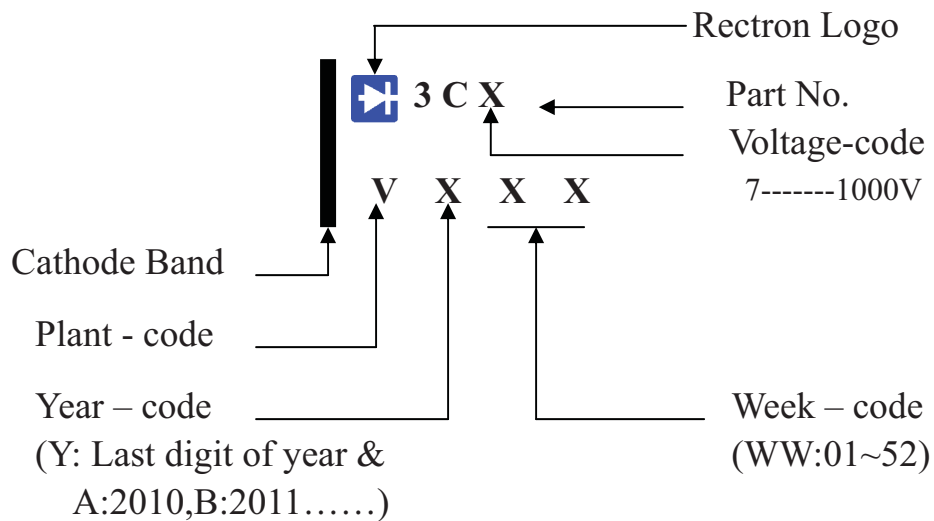 Rectron Logo
3 C X
Part No.
Voltage-code
7-------1000V
V X X X
Cathode Band
Plant - code
Year – code
(Y: Last digit of year &
A:2010,B:2011……)
Week – code
(WW:01~52)